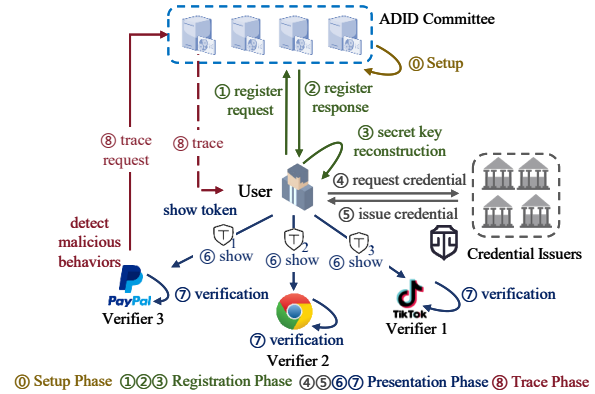 ADID Committee
⓪ Setup
① register
request
② register
response
③ secret key
reconstruction
⑧ trace
request
⑧ trace
User
④ request credential
⑤ issue credential
Credential Issuers
show token
T
1
⑥ show
T
2
⑥ show
T
3
⑥ show
detect
malicious
behaviors
PayPal
⑦ verification
Verifier 3
⑦ verification
Verifier 2
TikTok
⑦ verification
Verifier 1
⓪ Setup Phase ①②③ Registration Phase ④⑤⑥⑦ Presentation Phase ⑧ Trace Phase